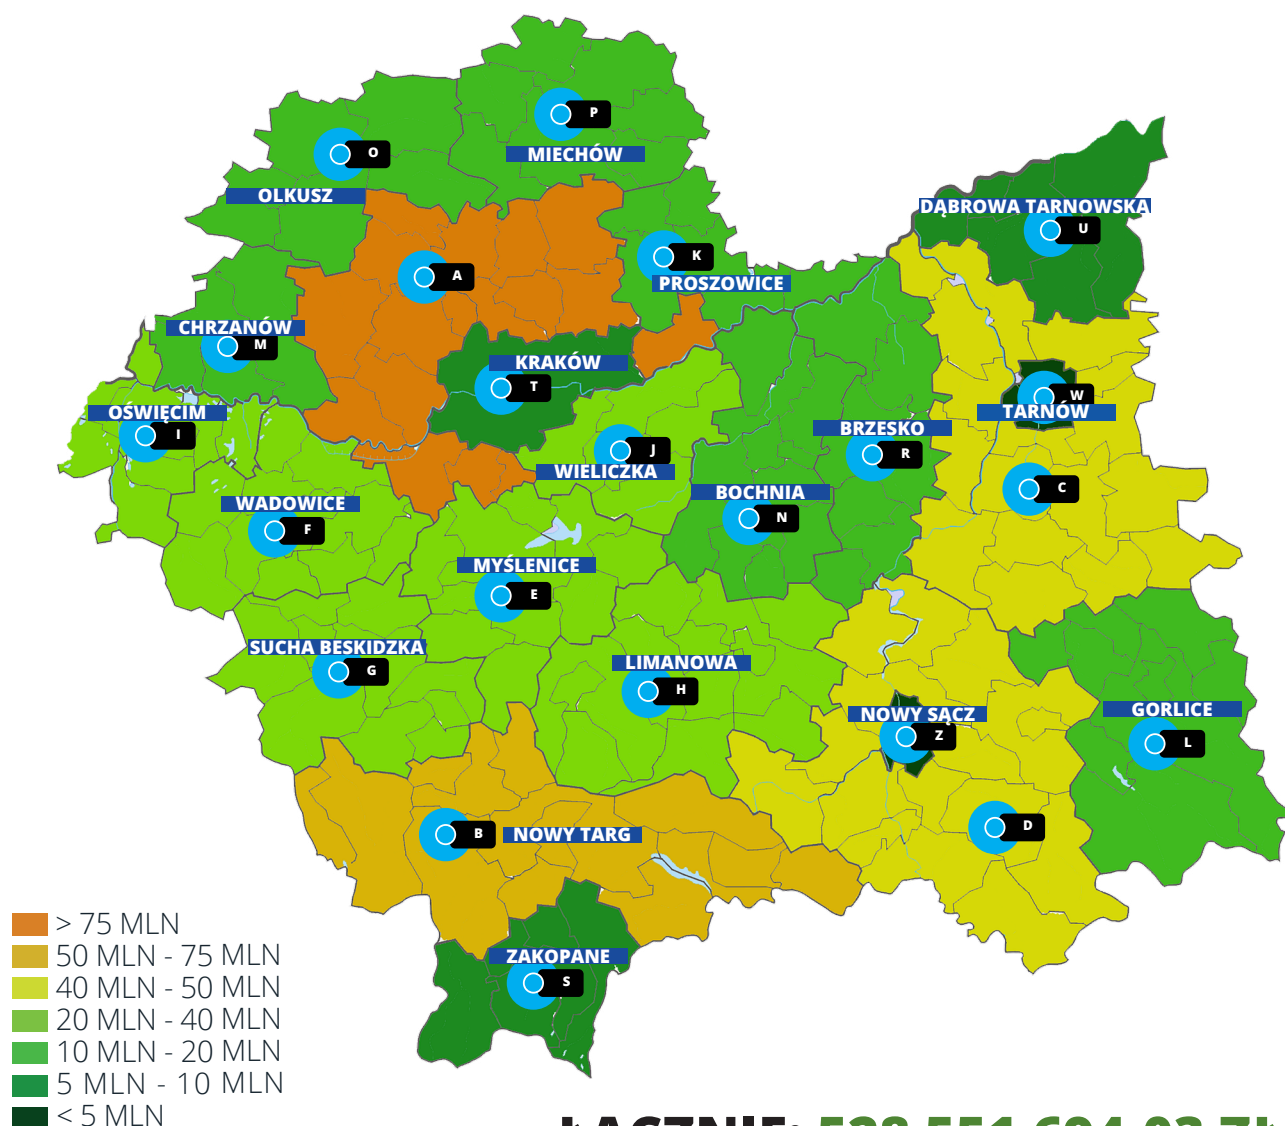 P
MIECHÓW
O
OLKUSZ
DĄBROWA TARNOWSKA
U
K
PROSZOWICE
A
CHRZANÓW
M
KRAKÓW
T
W
TARNÓW
OŚWIĘCIM
I
BRZESKO
R
J
WIELICZKA
C
BOCHNIA
N
WADOWICE
F
MYŚLENICE
E
SUCHA BESKIDZKA
G
LIMANOWA
H
NOWY SĄCZ
Z
GORLICE
L
D
B
NOWY TARG
ZAKOPANE
S
> 75 MLN
50 MLN - 75 MLN
40 MLN - 50 MLN
20 MLN - 40 MLN
10 MLN - 20 MLN
5 MLN - 10 MLN
< 5 MLN
ŁĄCZNIE: